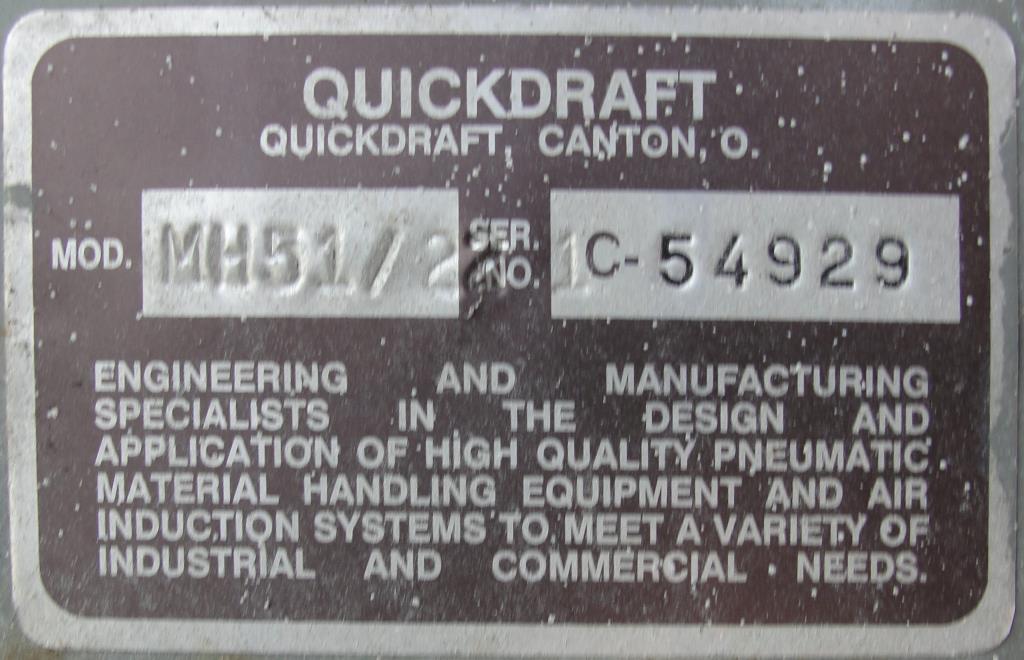 QUICKDRAFT
QUICKDRAFT, CANTON, O.
MOD. MH51/2 SER. NO. 1C-54929
ENGINEERING AND MANUFACTURING
SPECIALISTS IN THE DESIGN AND
APPLICATION OF HIGH QUALITY PNEUMATIC
MATERIAL HANDLING EQUIPMENT AND AIR
INDUCTION SYSTEMS TO MEET A VARIETY OF
INDUSTRIAL AND COMMERCIAL NEEDS.